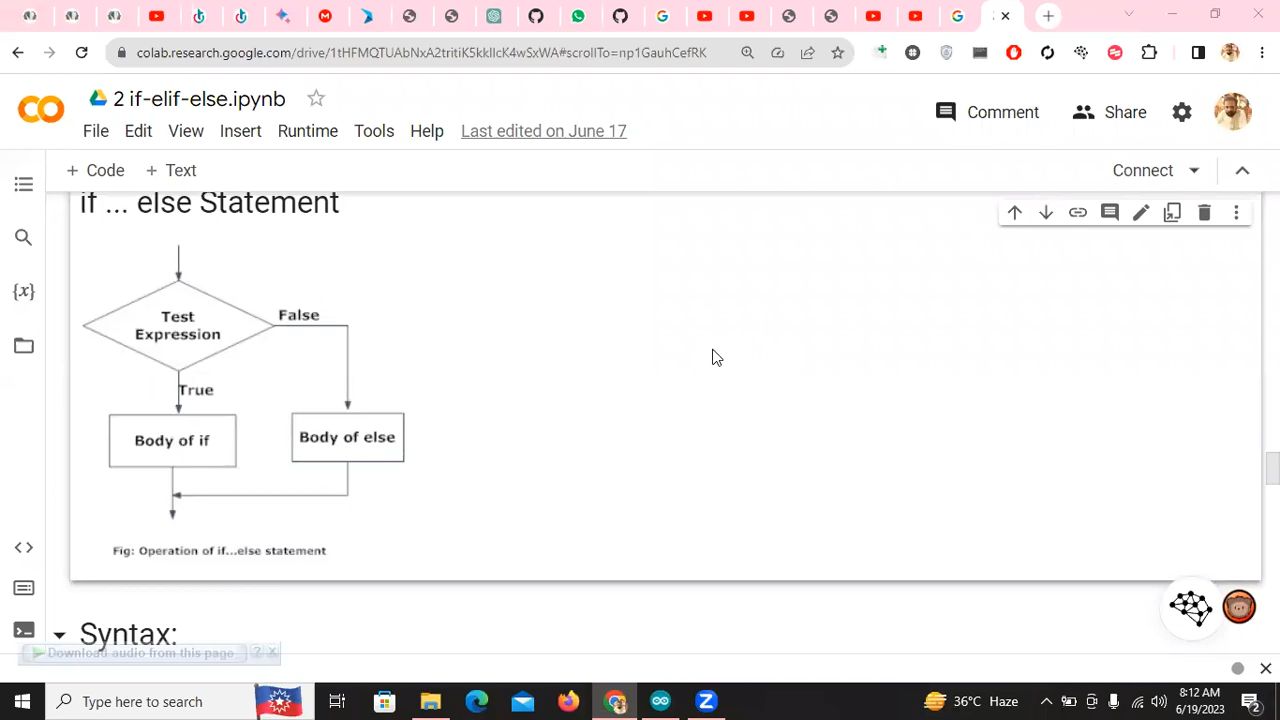 colab.research.google.com/drive/1tHFMQTUAbNxA2tritiK5kkIIcK4wSxWA#scrollTo=np1GauhCefRK
2 if-elif-else.ipynb
Comment
Share
File Edit View Insert Runtime Tools Help Last edited on June 17
+ Code + Text
Connect
if ... else Statement
Test
Expression
False
True
Body of if
Body of else
Fig: Operation of if...else statement
{x}
Syntax:
Download audio from this page ? x
Type here to search
36°C Haze
8:12 AM
6/19/2023
2